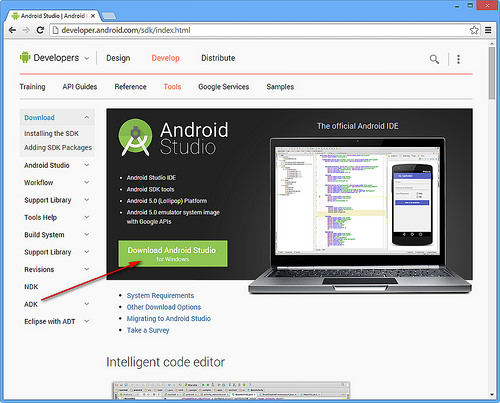 Android Studio | Android
developer.android.com/sdk/index.html
Developers
Design
Develop
Distribute
Training
API Guides
Reference
Tools
Google Services
Samples
Download
Installing the SDK
Adding SDK Packages
Android Studio
Workflow
Support Library
Tools Help
Build System
Support Library
Revisions
NDK
ADK
Eclipse with ADT
Android
Studio
The official Android IDE
Android Studio IDE
Android SDK tools
Android 5.0 (Lollipop) Platform
Android 5.0 emulator system image
with Google APIs
Download Android Studio
for Windows
System Requirements
Other Download Options
Migrating to Android Studio
Take a Survey
Intelligent code editor